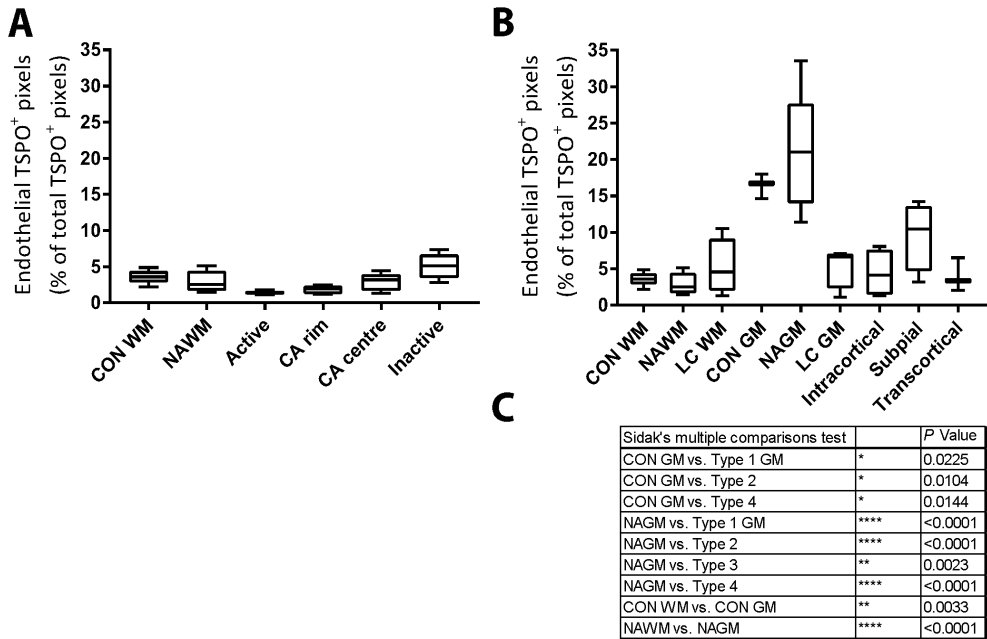 A
Endothelial TSPO+ pixels
(% of total TSPO+ pixels)
35
30
25
20
15
10
5
0
CON WM
NAWM
Active
CA rim
CA centre
Inactive
B
Endothelial TSPO+ pixels
(% of total TSPO+ pixels)
35
30
25
20
15
10
5
0
CON WM
NAWM
LC WM
CON GM
NAGM
LC GM
Intracortical
Subpial
Transcortical
C
Sidak's multiple comparisons test P Value
CON GM vs. Type 1 GM * 0.0225
CON GM vs. Type 2 * 0.0104
CON GM vs. Type 4 * 0.0144
NAGM vs. Type 1 GM **** <0.0001
NAGM vs. Type 2 **** <0.0001
NAGM vs. Type 3 ** 0.0023
NAGM vs. Type 4 **** <0.0001
CON WM vs. CON GM ** 0.0033
NAWM vs. NAGM **** <0.0001